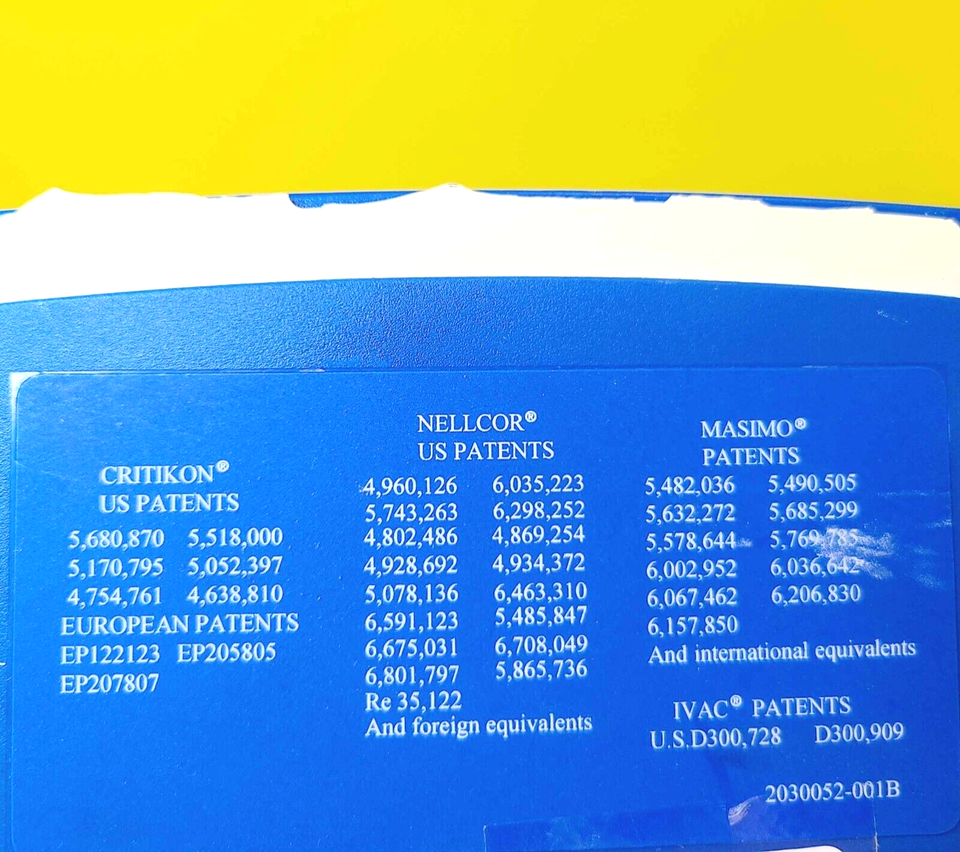 CRITIKON®
US PATENTS
5,680,870 5,518,000
5,170,795 5,052,397
4,754,761 4,638,810
EUROPEAN PATENTS
EP122123 EP205805
EP207807
NELLCOR®
US PATENTS
4,960,126 6,035,223
5,743,263 6,298,252
4,802,486 4,869,254
4,928,692 4,934,372
5,078,136 6,463,310
6,591,123 5,485,847
6,675,031 6,708,049
6,801,797 5,865,736
Re 35,122
And foreign equivalents
MASIMO®
PATENTS
5,482,036 5,490,505
5,632,272 5,685,299
5,578,644 5,769,785
6,002,952 6,036,642
6,067,462 6,206,830
6,157,850
And international equivalents
IVAC® PATENTS
U.S.D300,728 D300,909
2030052-001B